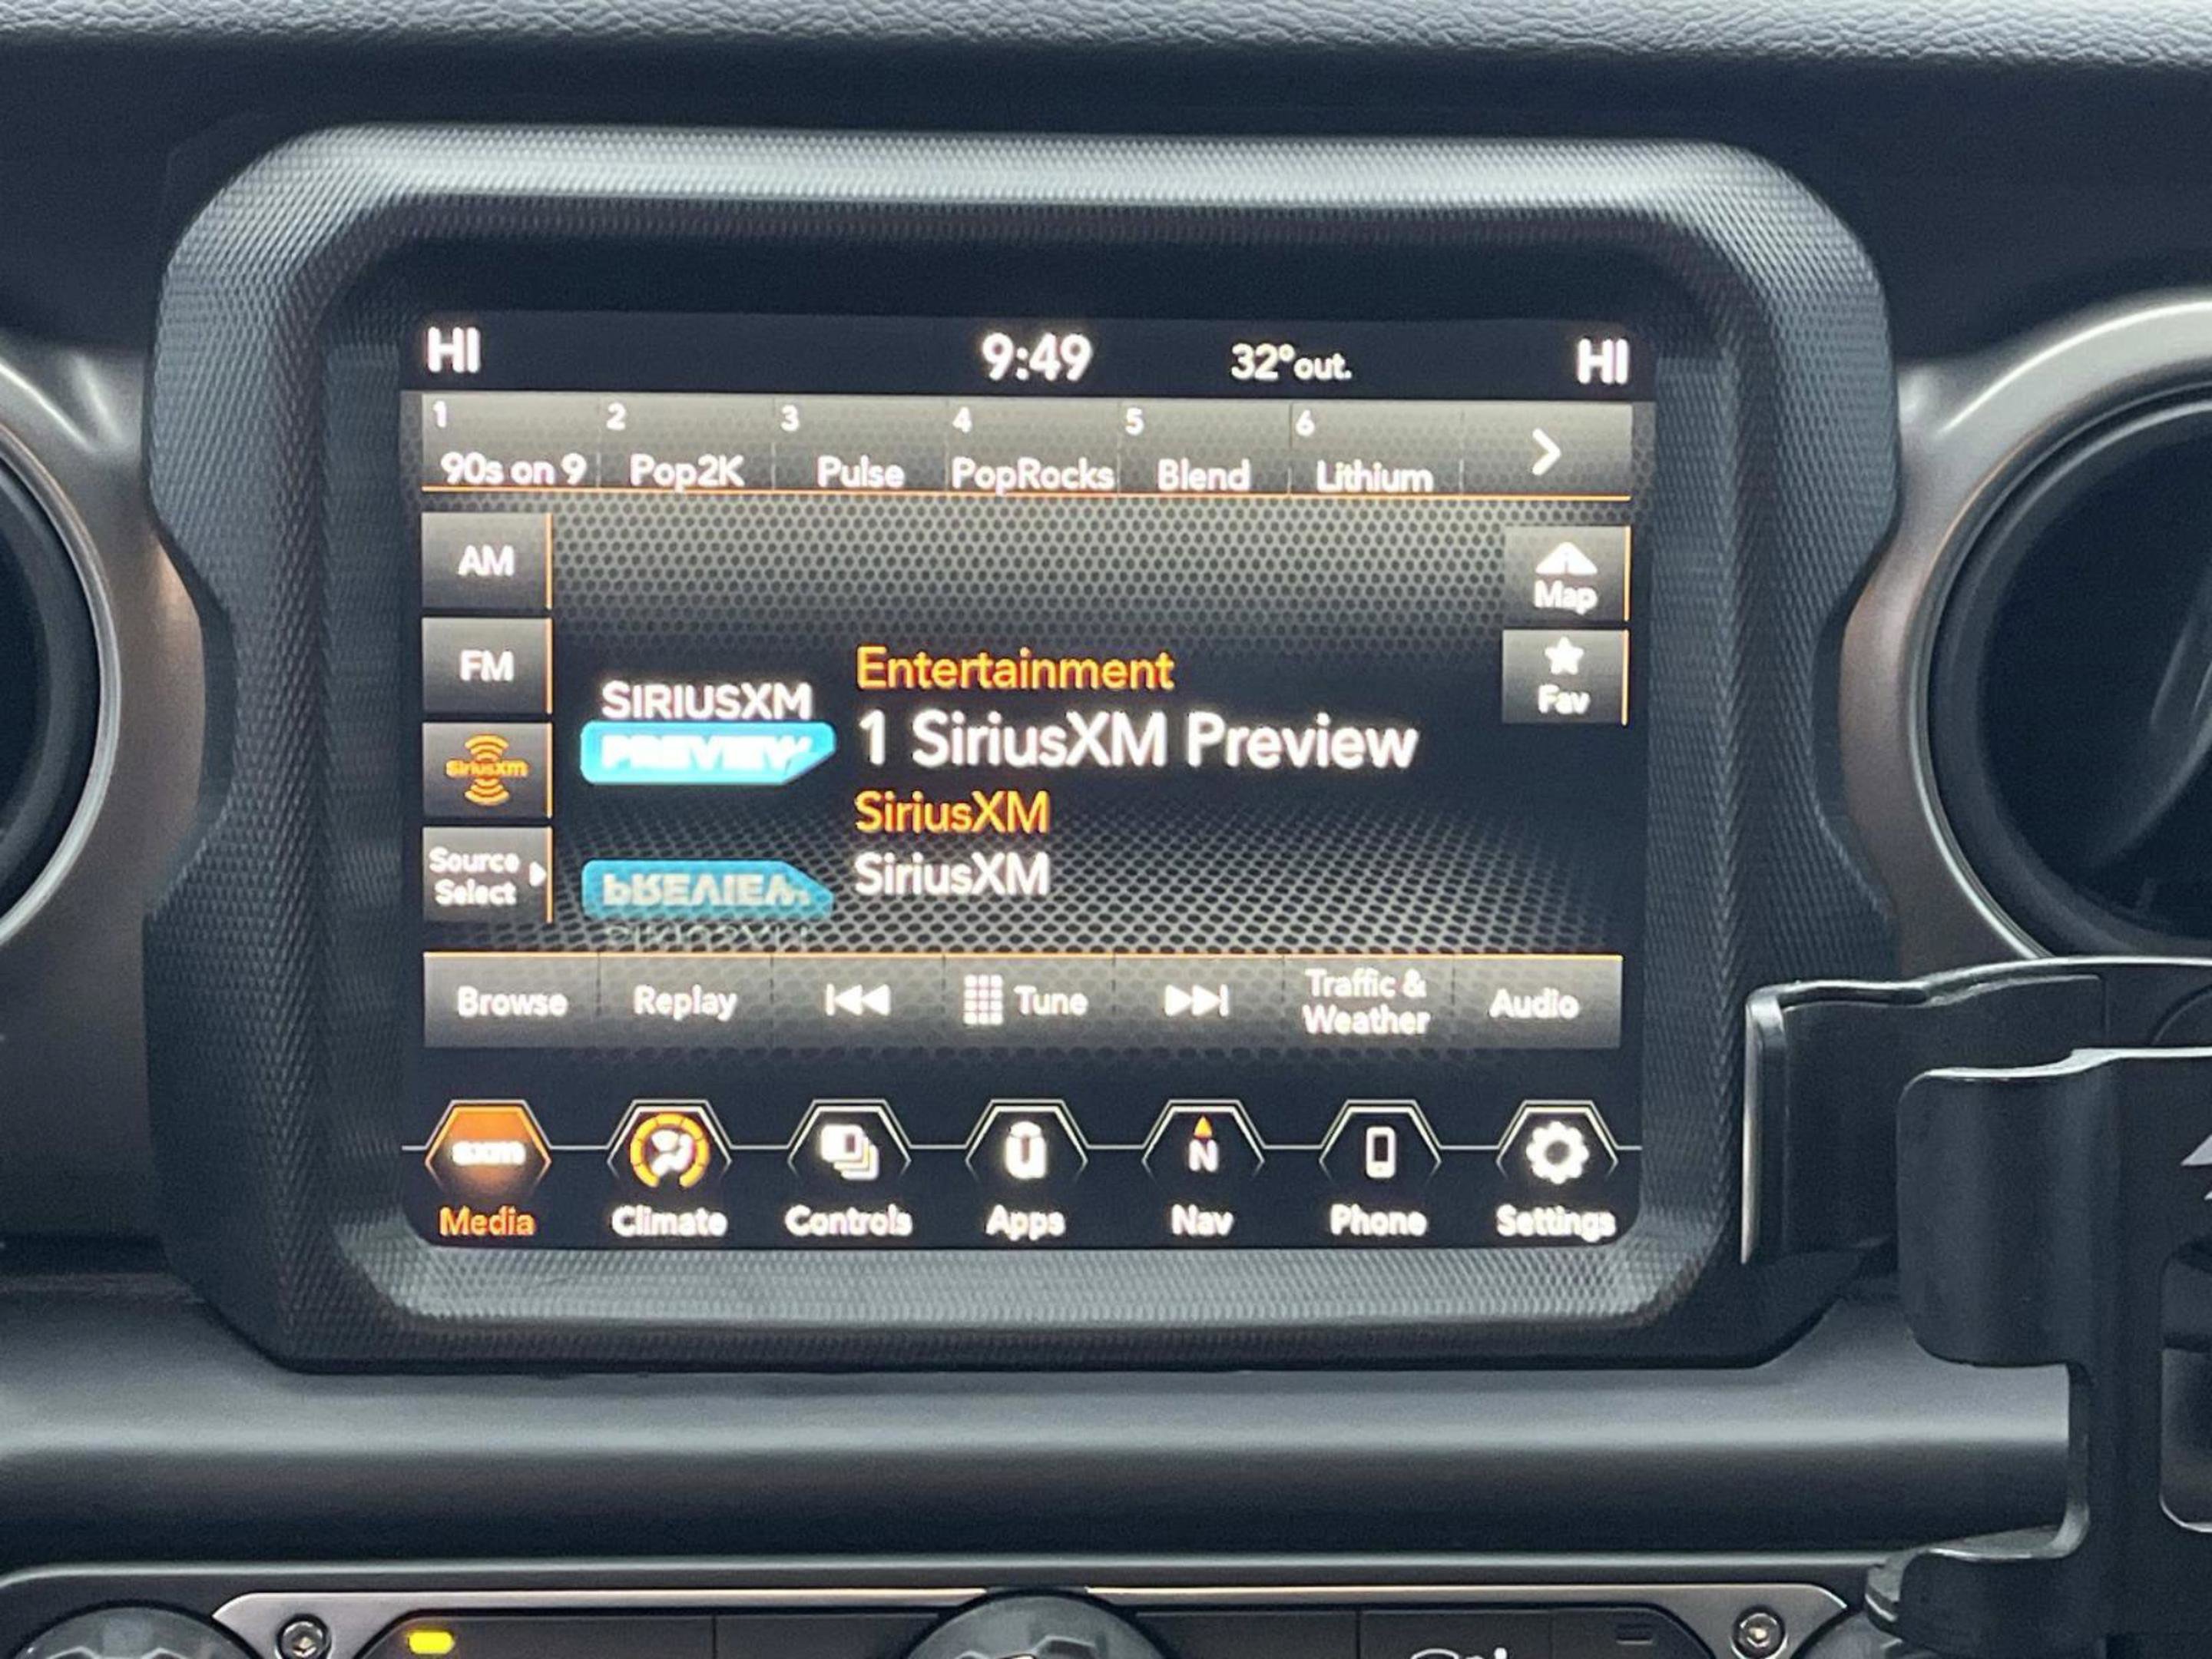 HI 9:49 32°out. HI
1 2 3 4 5 6
90s on 9 Pop2K Pulse PopRocks Blend Lithium
AM
Map
FM
Fav
SiriusXM
Source
Select
SIRIUSXM
PREVIEW
Entertainment
1 SiriusXM Preview
SiriusXM
SiriusXM
Browse Replay Tune Traffic &
Weather Audio
sxm N
Media Climate Controls Apps Nav Phone Settings